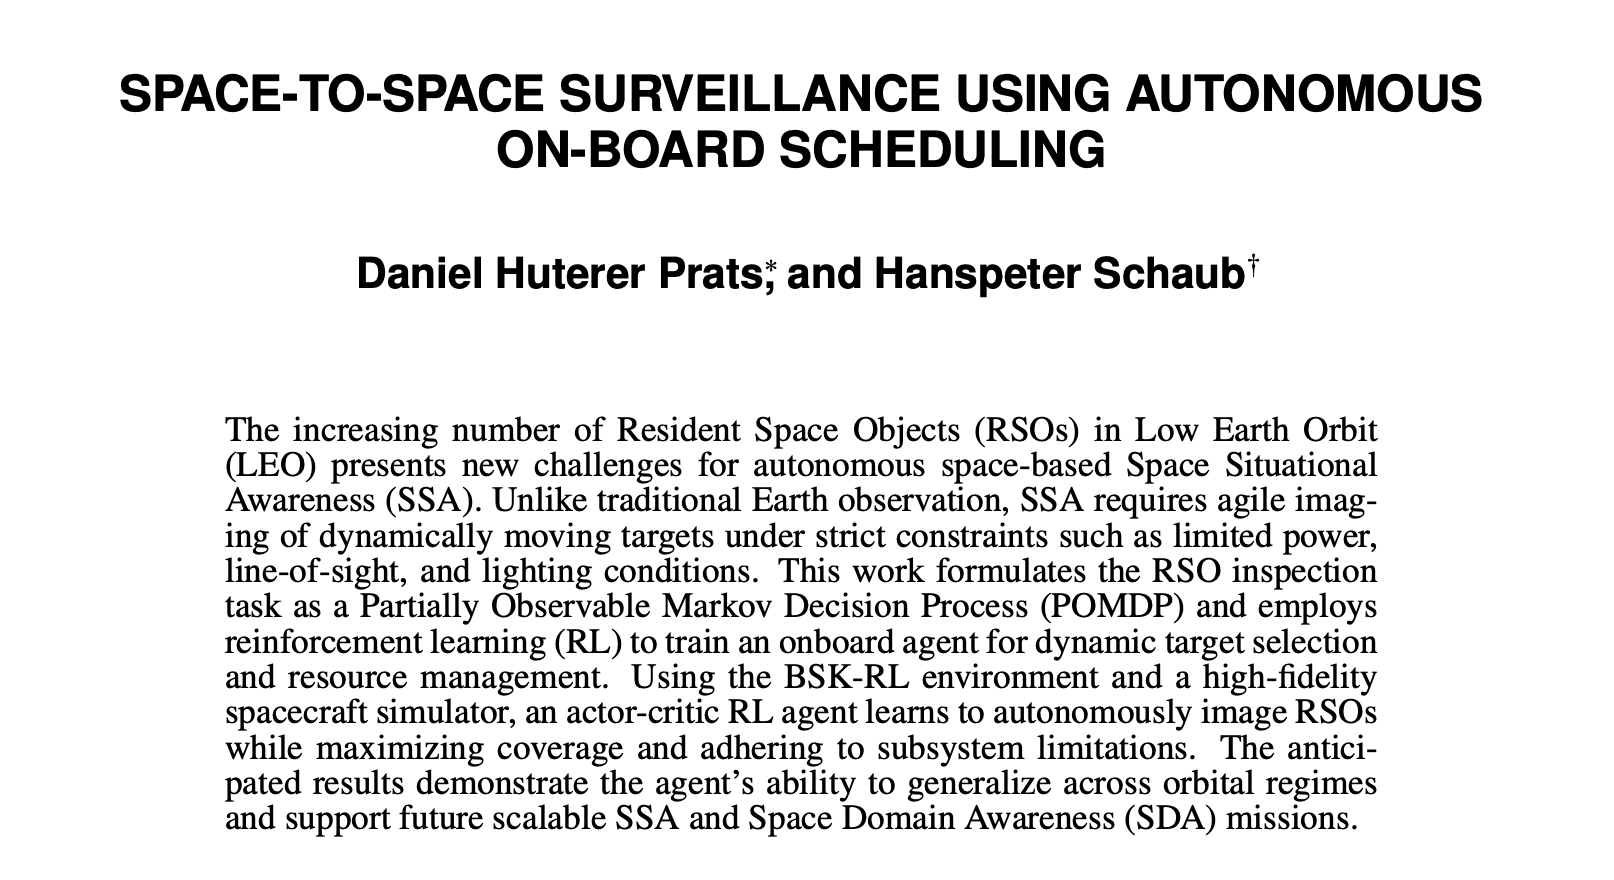 SPACE-TO-SPACE SURVEILLANCE USING AUTONOMOUS
ON-BOARD SCHEDULING
Daniel Huterer Prats*, and Hanspeter Schaub†
The increasing number of Resident Space Objects (RSOs) in Low Earth Orbit
(LEO) presents new challenges for autonomous space-based Space Situational
Awareness (SSA). Unlike traditional Earth observation, SSA requires agile imag-
ing of dynamically moving targets under strict constraints such as limited power,
line-of-sight, and lighting conditions. This work formulates the RSO inspection
task as a Partially Observable Markov Decision Process (POMDP) and employs
reinforcement learning (RL) to train an onboard agent for dynamic target selection
and resource management. Using the BSK-RL environment and a high-fidelity
spacecraft simulator, an actor-critic RL agent learns to autonomously image RSOs
while maximizing coverage and adhering to subsystem limitations. The antici-
pated results demonstrate the agent's ability to generalize across orbital regimes
and support future scalable SSA and Space Domain Awareness (SDA) missions.